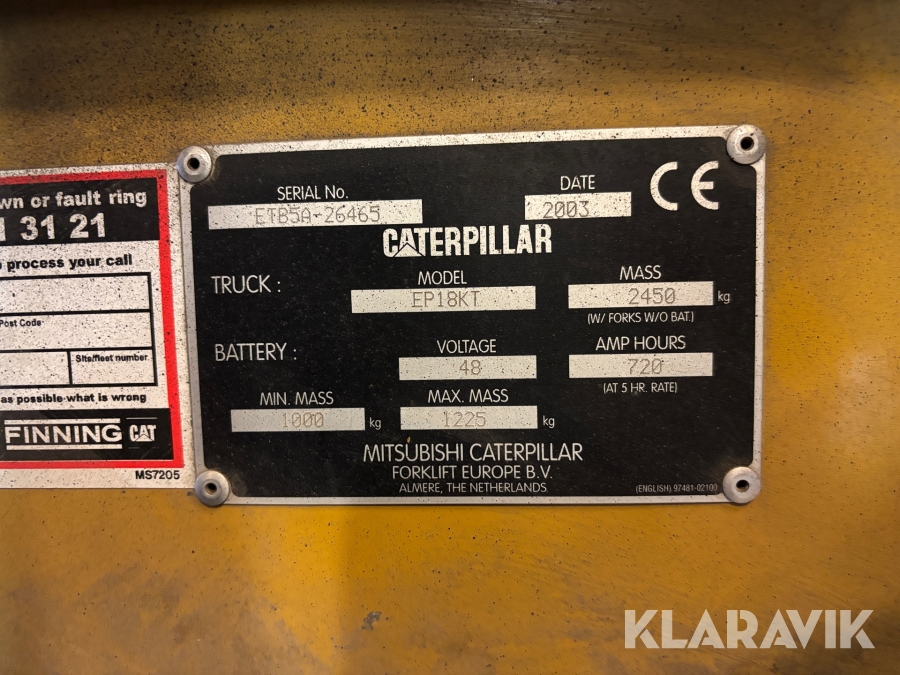 wn or fault ring
1 31 21
process your call
Post Code
Site/fleet number
as possible what is wrong
FINNING CAT
MS7205
SERIAL No.
ETB5A-26465
DATE
2003
CE
CATERPILLAR
TRUCK :
MODEL
EP18KT
MASS
2450 kg
(W/ FORKS W/O BAT.)
BATTERY :
VOLTAGE
48
AMP HOURS
720
(AT 5 HR. RATE)
MIN. MASS
1000 kg
MAX. MASS
1225 kg
MITSUBISHI CATERPILLAR
FORKLIFT EUROPE B.V.
ALMERE, THE NETHERLANDS
(ENGLISH) 97481-02100
KLARAVIK